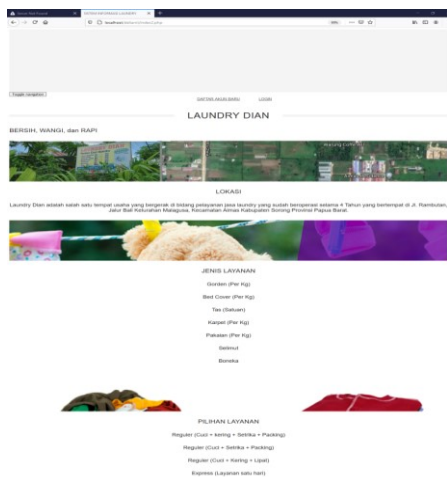 SISTEM INFORMASI LAUNDRY
localhost
Toggle navigation
DAFTAR AKUN BARU LOGIN
LAUNDRY DIAN
BERSIH, WANGI, dan RAPI
LOKASI
Laundry Dian adalah salah satu tempat usaha yang bergerak di bidang pelayanan jasa laundry yang sudah beroperasi selama 4 Tahun yang bertempat di Jl. Rambutan,
Jalur Bali Kelurahan Malagusa, Kecamatan Aimas Kabupaten Sorong Provinsi Papua Barat.
JENIS LAYANAN
Gorden (Per Kg)
Bed Cover (Per Kg)
Tas (Satuan)
Karpet (Per Kg)
Pakaian (Per Kg)
Selimut
Boneka
PILIHAN LAYANAN
Reguler (Cuci + kering + Setrika + Packing)
Reguler (Cuci + Setrika + Packing)
Reguler (Cuci + Kering + Lipat)
Express (Layanan satu hari)